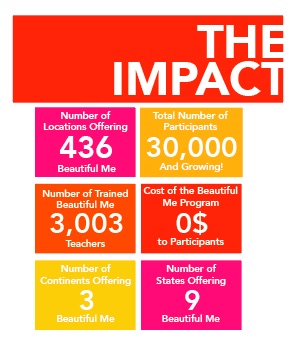 THE
IMPACT
Number of
Locations Offering
436
Beautiful Me
Total Number of
Participants
30,000
And Growing!
Number of Trained
Beautiful Me
3,003
Teachers
Cost of the Beautiful
Me Program
0$
to Participants
Number of
Continents Offering
3
Beautiful Me
Number of
States Offering
9
Beautiful Me